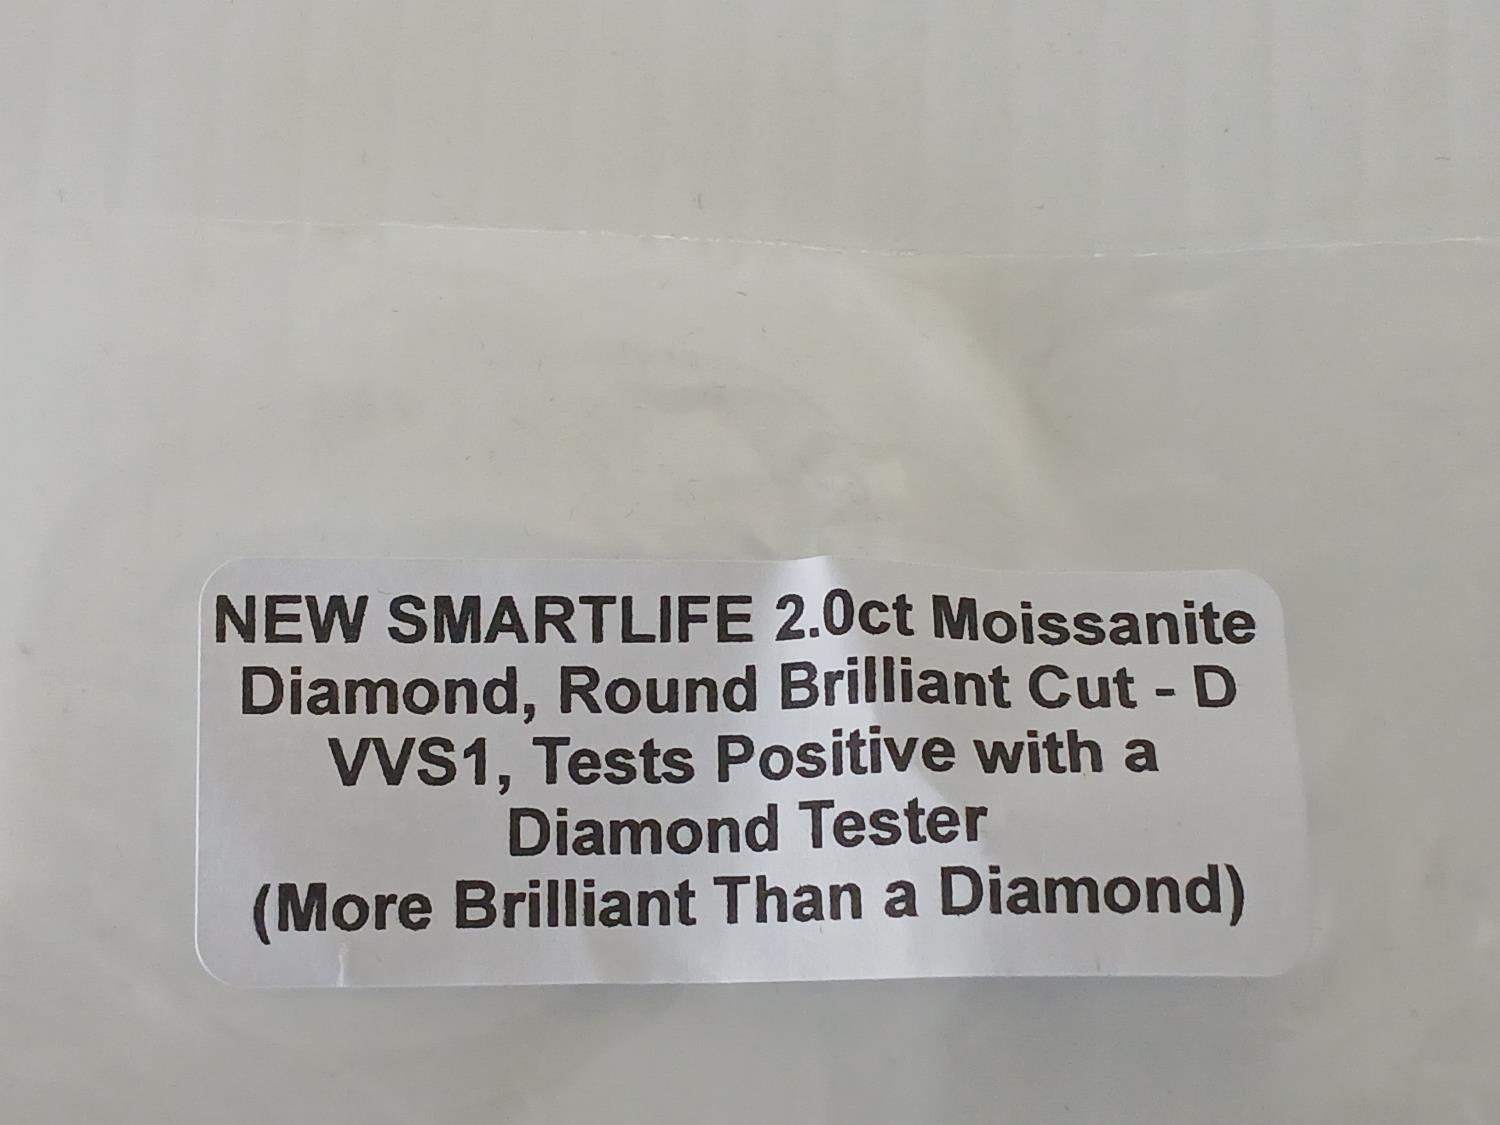 NEW SMARTLIFE 2.0ct Moissanite
Diamond, Round Brilliant Cut - D
VVS1, Tests Positive with a
Diamond Tester
(More Brilliant Than a Diamond)